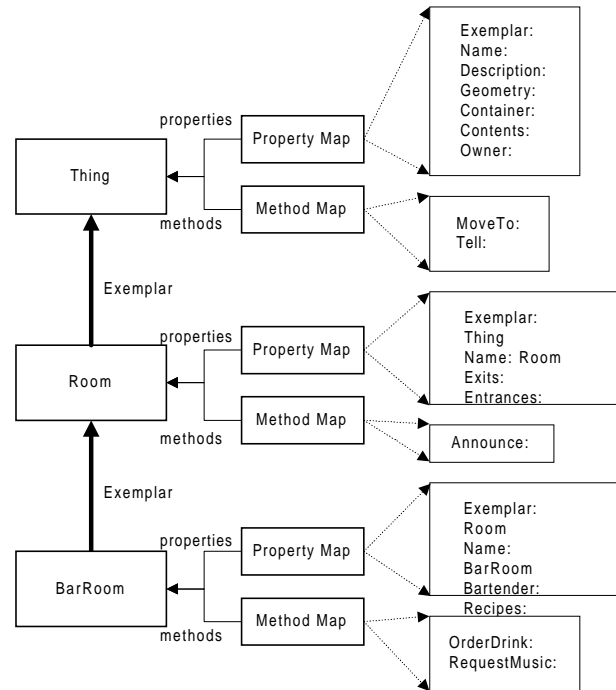 Exemplar:
Name:
Description:
Geometry:
Container:
Contents:
Owner:
properties
Property Map
Thing
Method Map
methods
MoveTo:
Tell:
Exemplar
Exemplar:
Thing
Name: Room
Exits:
Entrances:
properties
Property Map
Room
Method Map
methods
Announce:
Exemplar
Exemplar:
Room
Name:
BarRoom
Bartender:
Recipes:
properties
Property Map
BarRoom
Method Map
methods
OrderDrink:
RequestMusic: